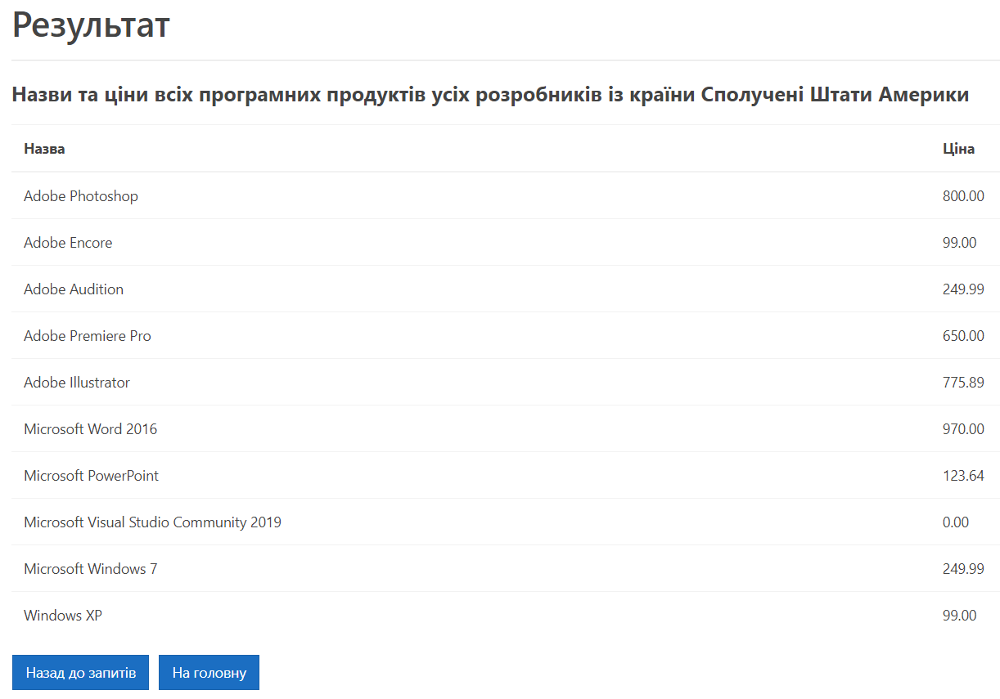 Результат
Назви та ціни всіх програмних продуктів усіх розробників із країни Сполучені Штати Америки
Назва Ціна
Adobe Photoshop 800.00
Adobe Encore 99.00
Adobe Audition 249.99
Adobe Premiere Pro 650.00
Adobe Illustrator 775.89
Microsoft Word 2016 970.00
Microsoft PowerPoint 123.64
Microsoft Visual Studio Community 2019 0.00
Microsoft Windows 7 249.99
Windows XP 99.00
Назад до запитів На головну